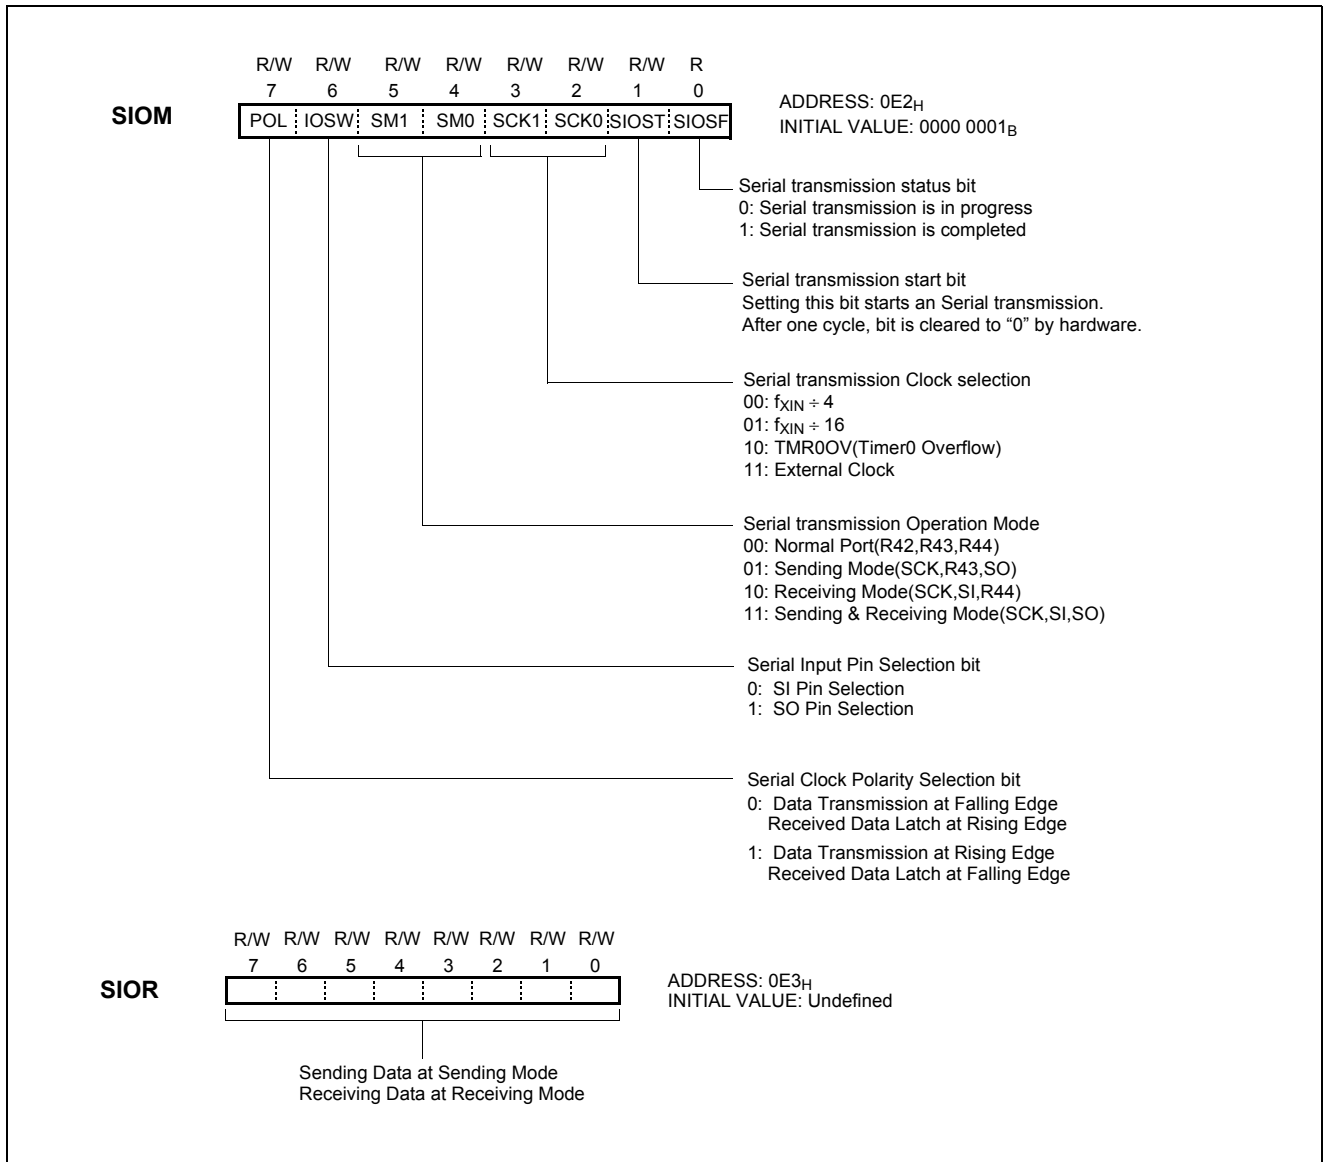 R/W R/W R/W R/W R/W R/W R/W R
7 6 5 4 3 2 1 0
SIOM
POL IOSW SM1 SM0 SCK1 SCK0 SIOST SIOSF
ADDRESS: 0E2H
INITIAL VALUE: 0000 0001B
Serial transmission status bit
0: Serial transmission is in progress
1: Serial transmission is completed
Serial transmission start bit
Setting this bit starts an Serial transmission.
After one cycle, bit is cleared to “0” by hardware.
Serial transmission Clock selection
00: fXIN ÷ 4
01: fXIN ÷ 16
10: TMR0OV(Timer0 Overflow)
11: External Clock
Serial transmission Operation Mode
00: Normal Port(R42,R43,R44)
01: Sending Mode(SCK,R43,SO)
10: Receiving Mode(SCK,SI,R44)
11: Sending & Receiving Mode(SCK,SI,SO)
Serial Input Pin Selection bit
0: SI Pin Selection
1: SO Pin Selection
Serial Clock Polarity Selection bit
0: Data Transmission at Falling Edge
Received Data Latch at Rising Edge
1: Data Transmission at Rising Edge
Received Data Latch at Falling Edge
R/W R/W R/W R/W R/W R/W R/W R/W
7 6 5 4 3 2 1 0
SIOR
ADDRESS: 0E3H
INITIAL VALUE: Undefined
Sending Data at Sending Mode
Receiving Data at Receiving Mode